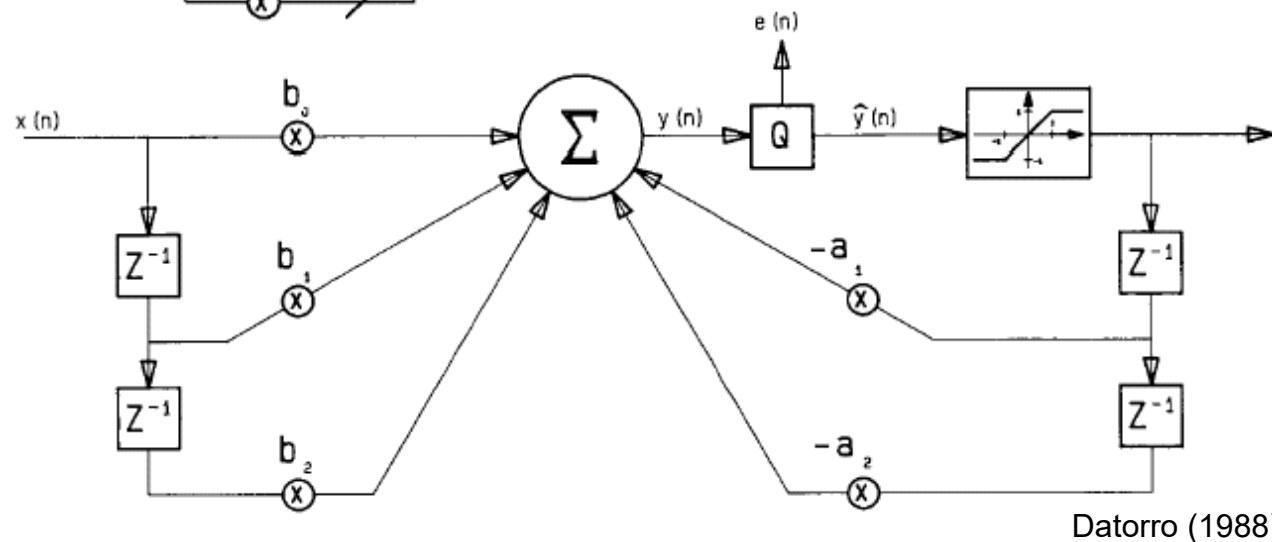 e (n)
x (n)
b₀
Σ
y (n)
Q
ŷ (n)
Z⁻¹
b₁
-a₁
Z⁻¹
Z⁻¹
b₂
-a₂
Z⁻¹
X
X
X
X
X
X
Datorro (1988